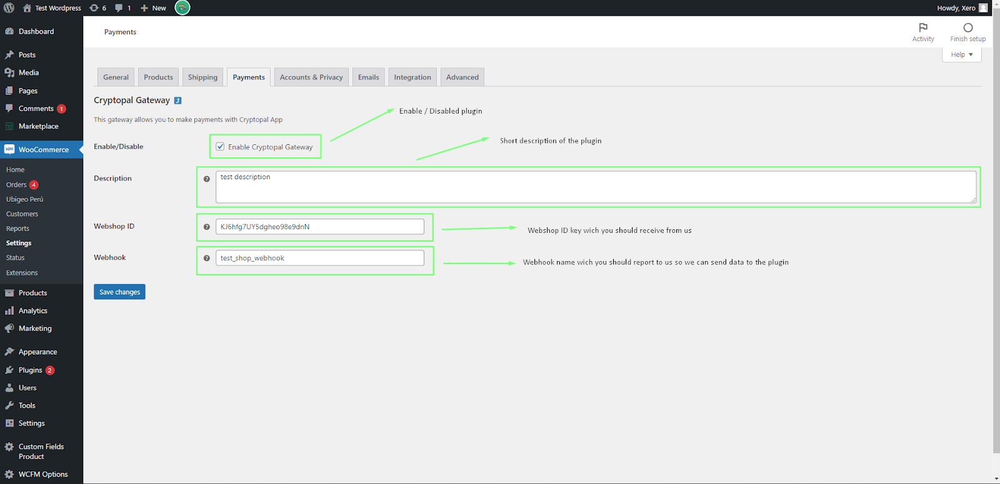 Test Wordpress 6 1 New Howdy, Xero
Dashboard
Posts
Media
Pages
Comments 1
Marketplace
WooCommerce
Home
Orders 4
Ubigeo Perú
Customers
Reports
Settings
Status
Extensions
Products
Analytics
Marketing
Appearance
Plugins 2
Users
Tools
Settings
Custom Fields
Product
WCFM Options
Payments
Activity
Finish setup
Help
General Products Shipping Payments Accounts & Privacy Emails Integration Advanced
Cryptopal Gateway
This gateway allows you to make payments with Cryptopal App
Enable / Disabled plugin
Enable/Disable Enable Cryptopal Gateway
Short description of the plugin
Description test description
Webshop ID KJ6hfg7UY5dgheo98e9dnN
Webshop ID key wich you should receive from us
Webhook test_shop_webhook
Webhook name wich you should report to us so we can send data to the plugin
Save changes